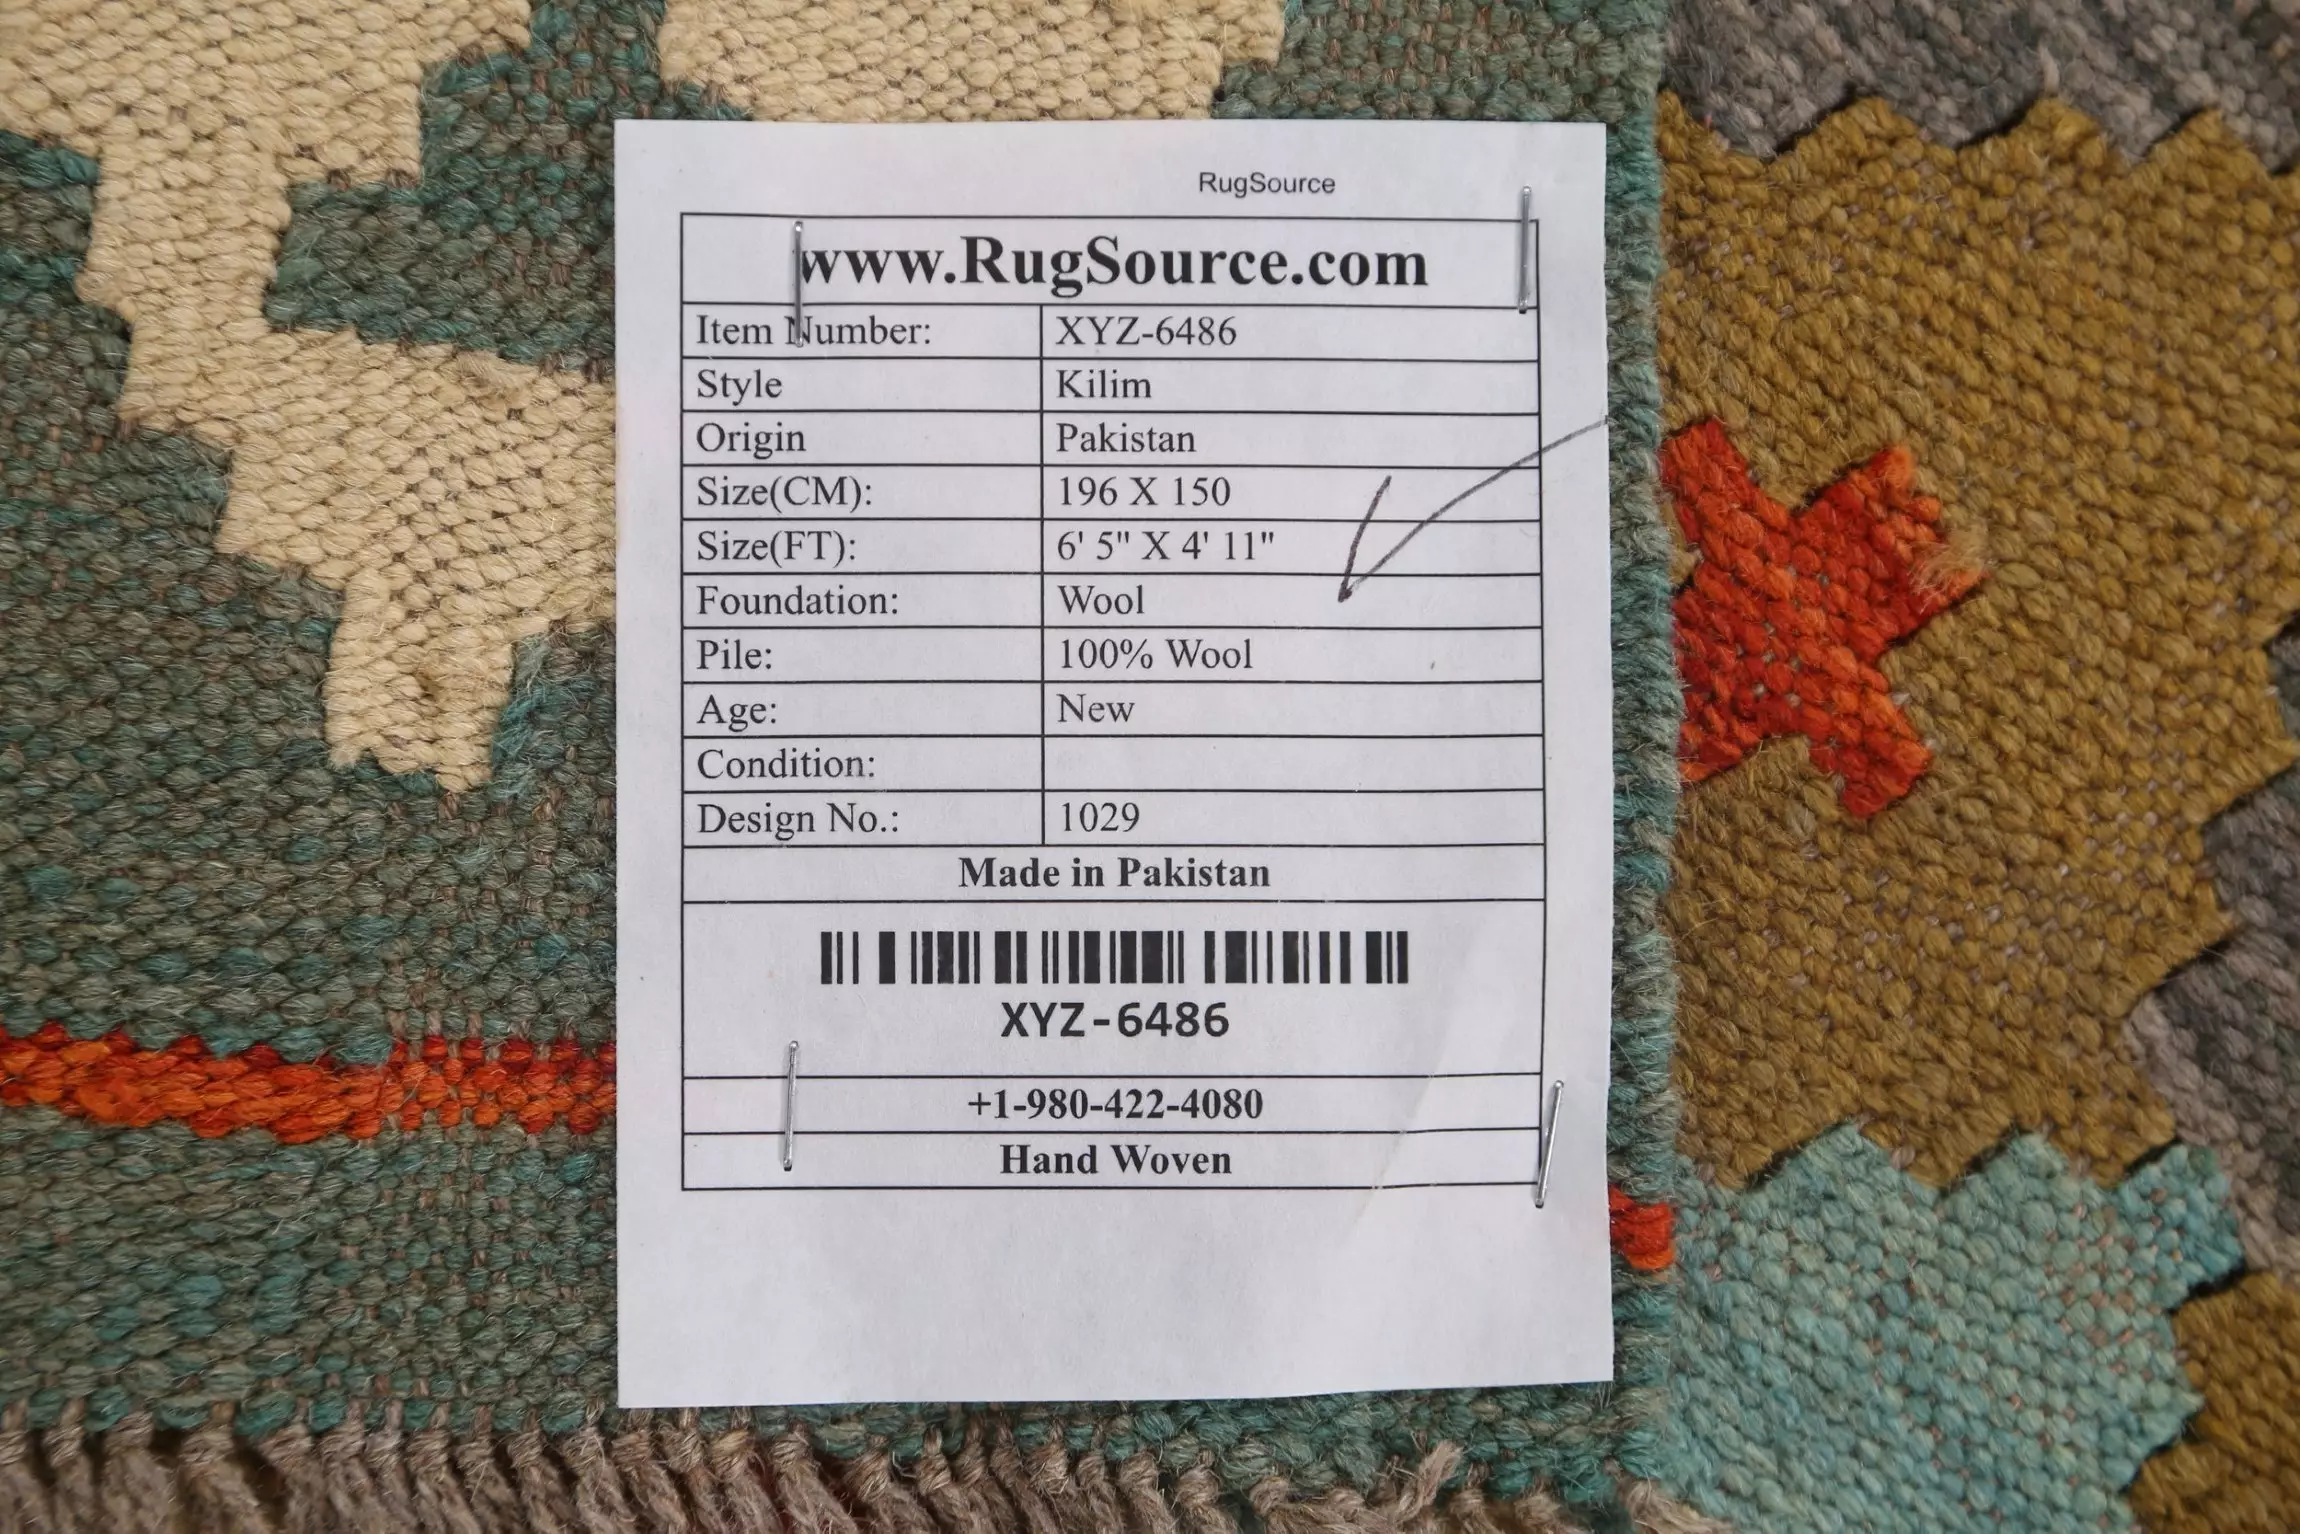 RugSource
www.RugSource.com
Item Number: XYZ-6486
Style Kilim
Origin Pakistan
Size(CM): 196 X 150
Size(FT): 6' 5" X 4' 11"
Foundation: Wool
Pile: 100% Wool
Age: New
Condition:
Design No.: 1029
Made in Pakistan
XYZ-6486
+1-980-422-4080
Hand Woven